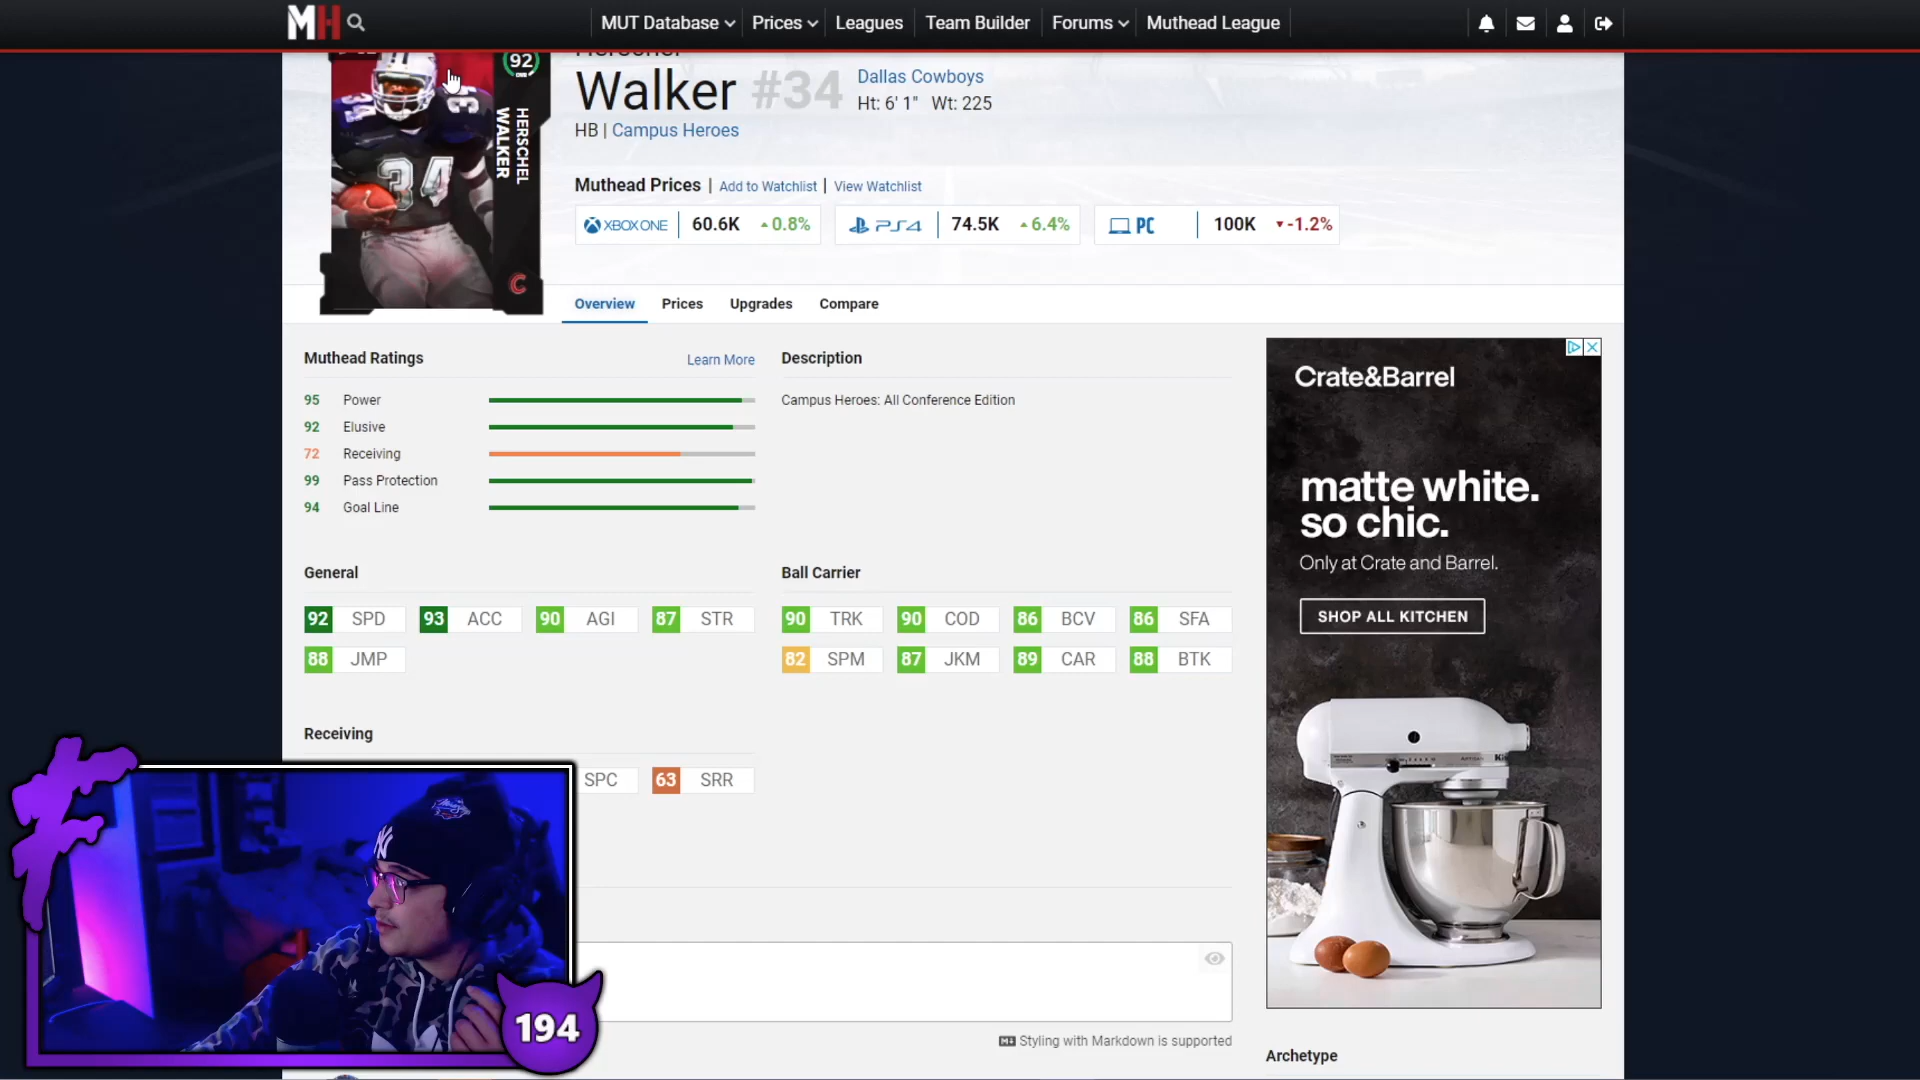 MH
MUT Database
Prices
Leagues
Team Builder
Forums
Muthead League
92
HERSCHEL
WALKER
34
Walker #34
Dallas Cowboys
Ht: 6' 1" Wt: 225
HB | Campus Heroes
Muthead Prices | Add to Watchlist | View Watchlist
XBOX ONE 60.6K 0.8%
PS4 74.5K 6.4%
PC 100K -1.2%
Overview
Prices
Upgrades
Compare
Muthead Ratings
Learn More
95 Power
92 Elusive
72 Receiving
99 Pass Protection
94 Goal Line
Description
Campus Heroes: All Conference Edition
General
92 SPD 93 ACC 90 AGI 87 STR
88 JMP
Ball Carrier
90 TRK 90 COD 86 BCV 86 SFA
82 SPM 87 JKM 89 CAR 88 BTK
Receiving
SPC 63 SRR
Crate&Barrel
matte white.
so chic.
Only at Crate and Barrel.
SHOP ALL KITCHEN
Styling with Markdown is supported
Archetype
NY
194